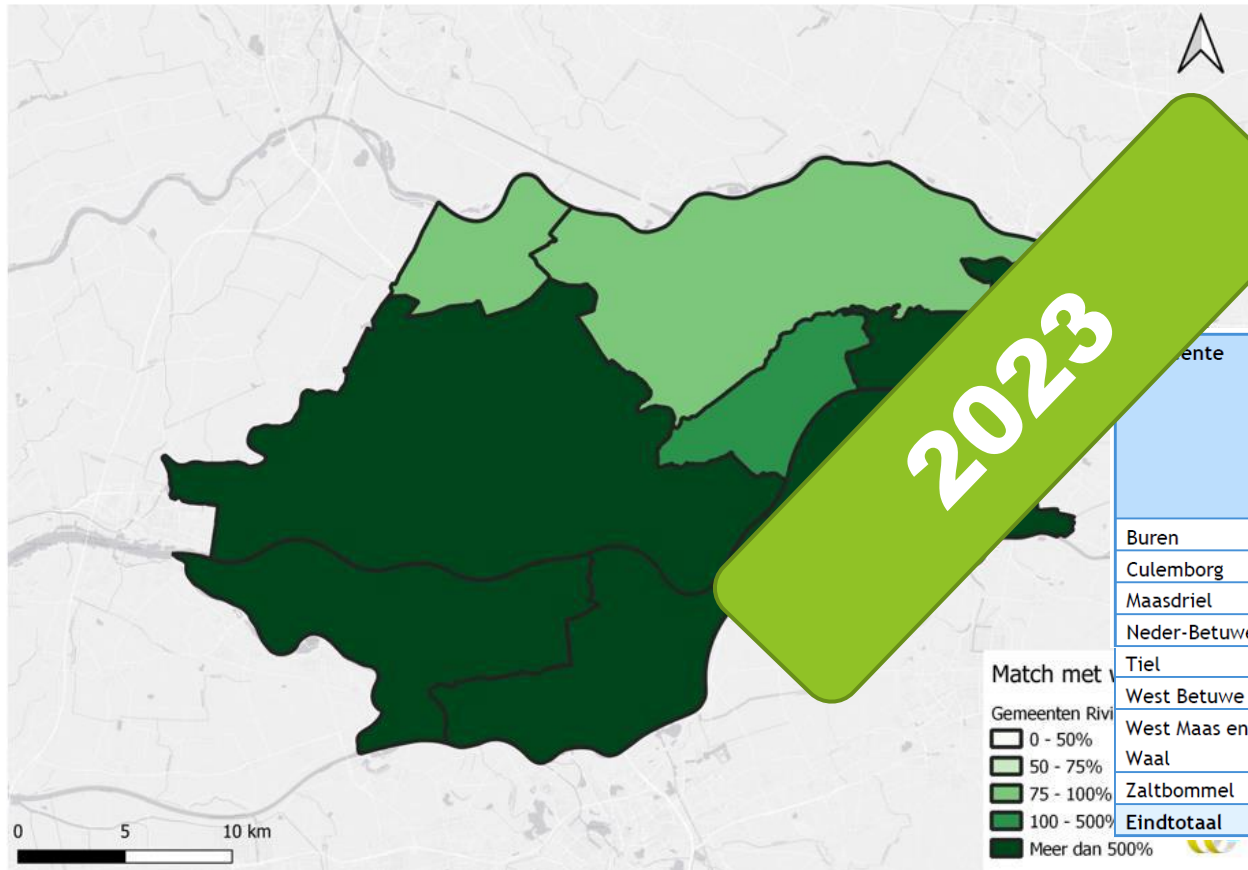 2023
ente
Buren
Culemborg
Maasdriel
Neder-Betuwe
Tiel
West Betuwe
West Maas en
Waal
Zaltbommel
Eindtotaal
Match met
Gemeenten Rivi
0 - 50%
50 - 75%
75 - 100%
100 - 500%
Meer dan 500%
0 5 10 km